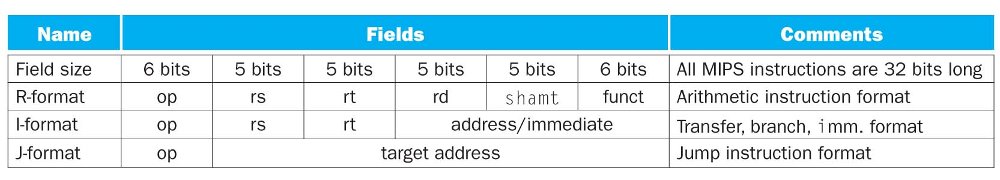 Name Fields Comments
Field size 6 bits 5 bits 5 bits 5 bits 5 bits 6 bits All MIPS instructions are 32 bits long
R-format op rs rt rd shamt funct Arithmetic instruction format
I-format op rs rt address/immediate Transfer, branch, imm. format
J-format op target address Jump instruction format